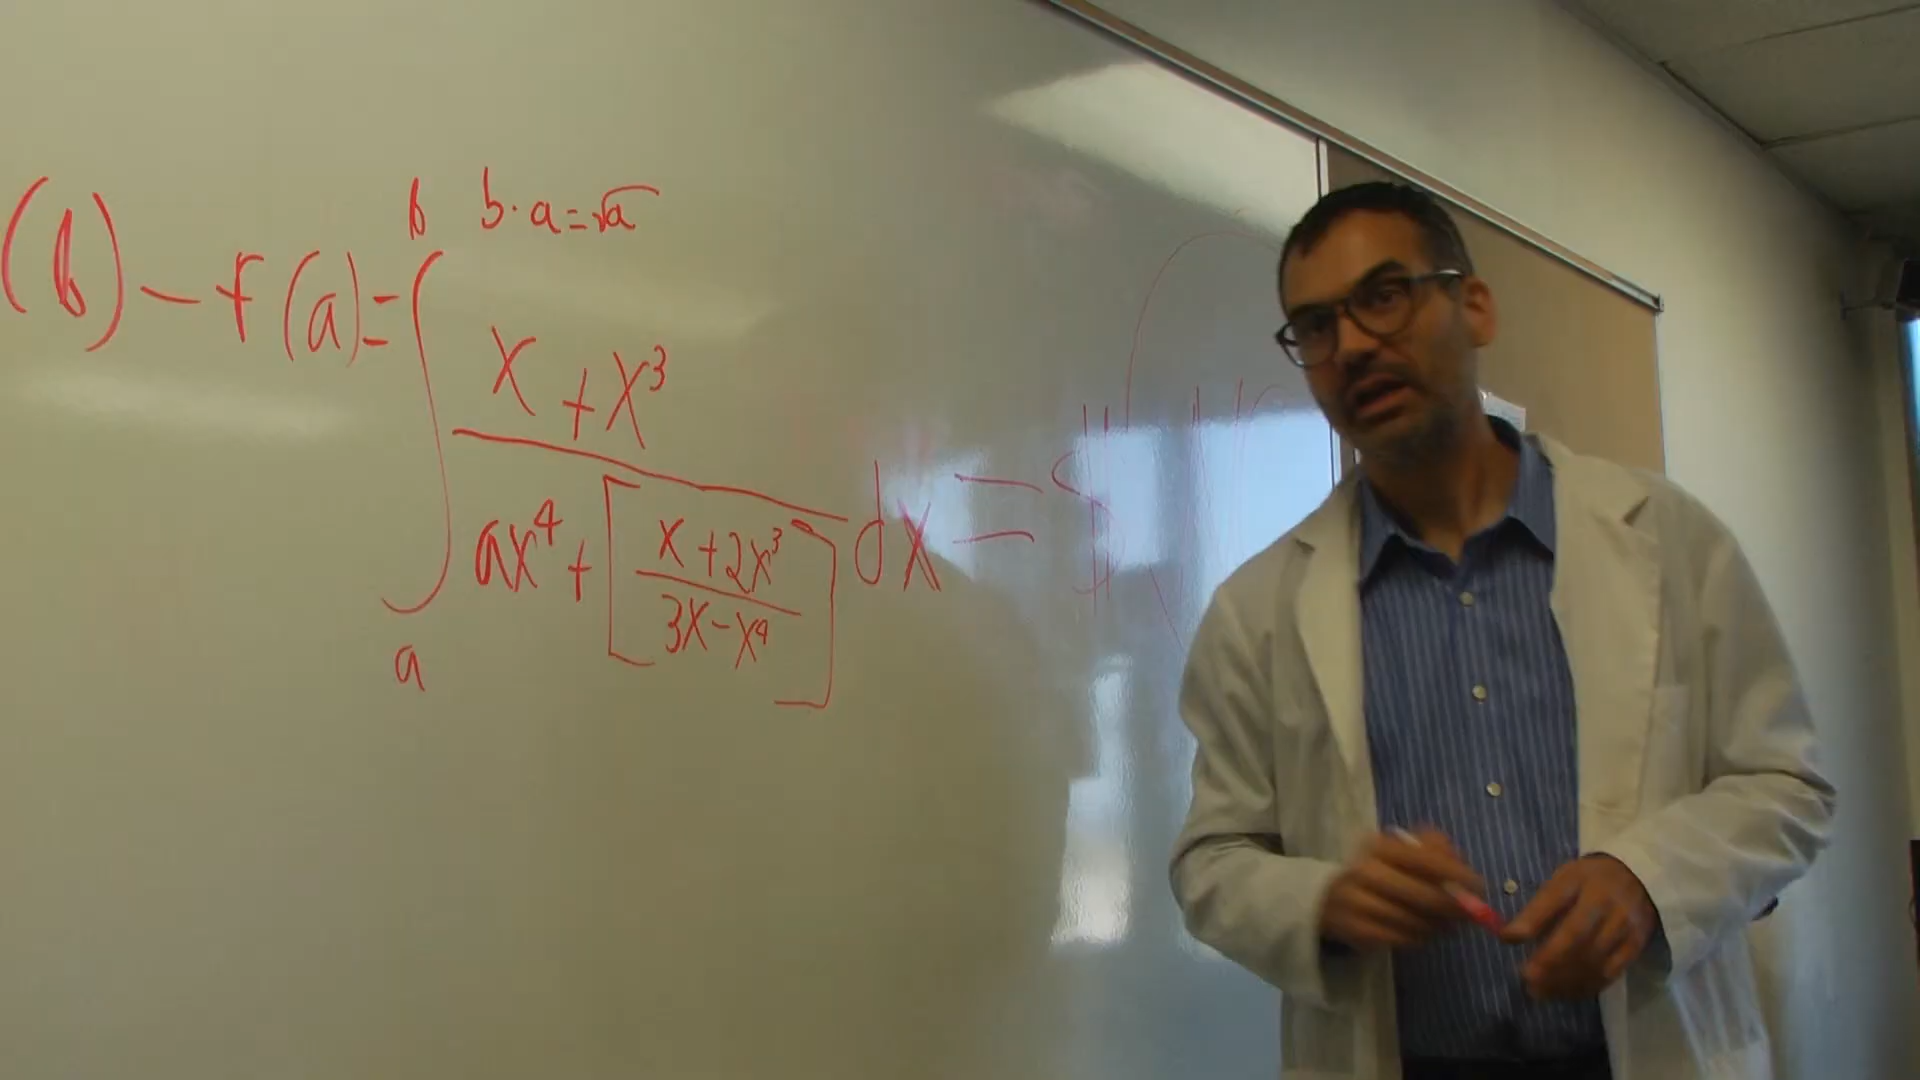 b b·a=√a
(b) – f(a) = ∫
x + x³
ax⁴ + [ x + 2x³ ] dx = $
3x – x⁴
a